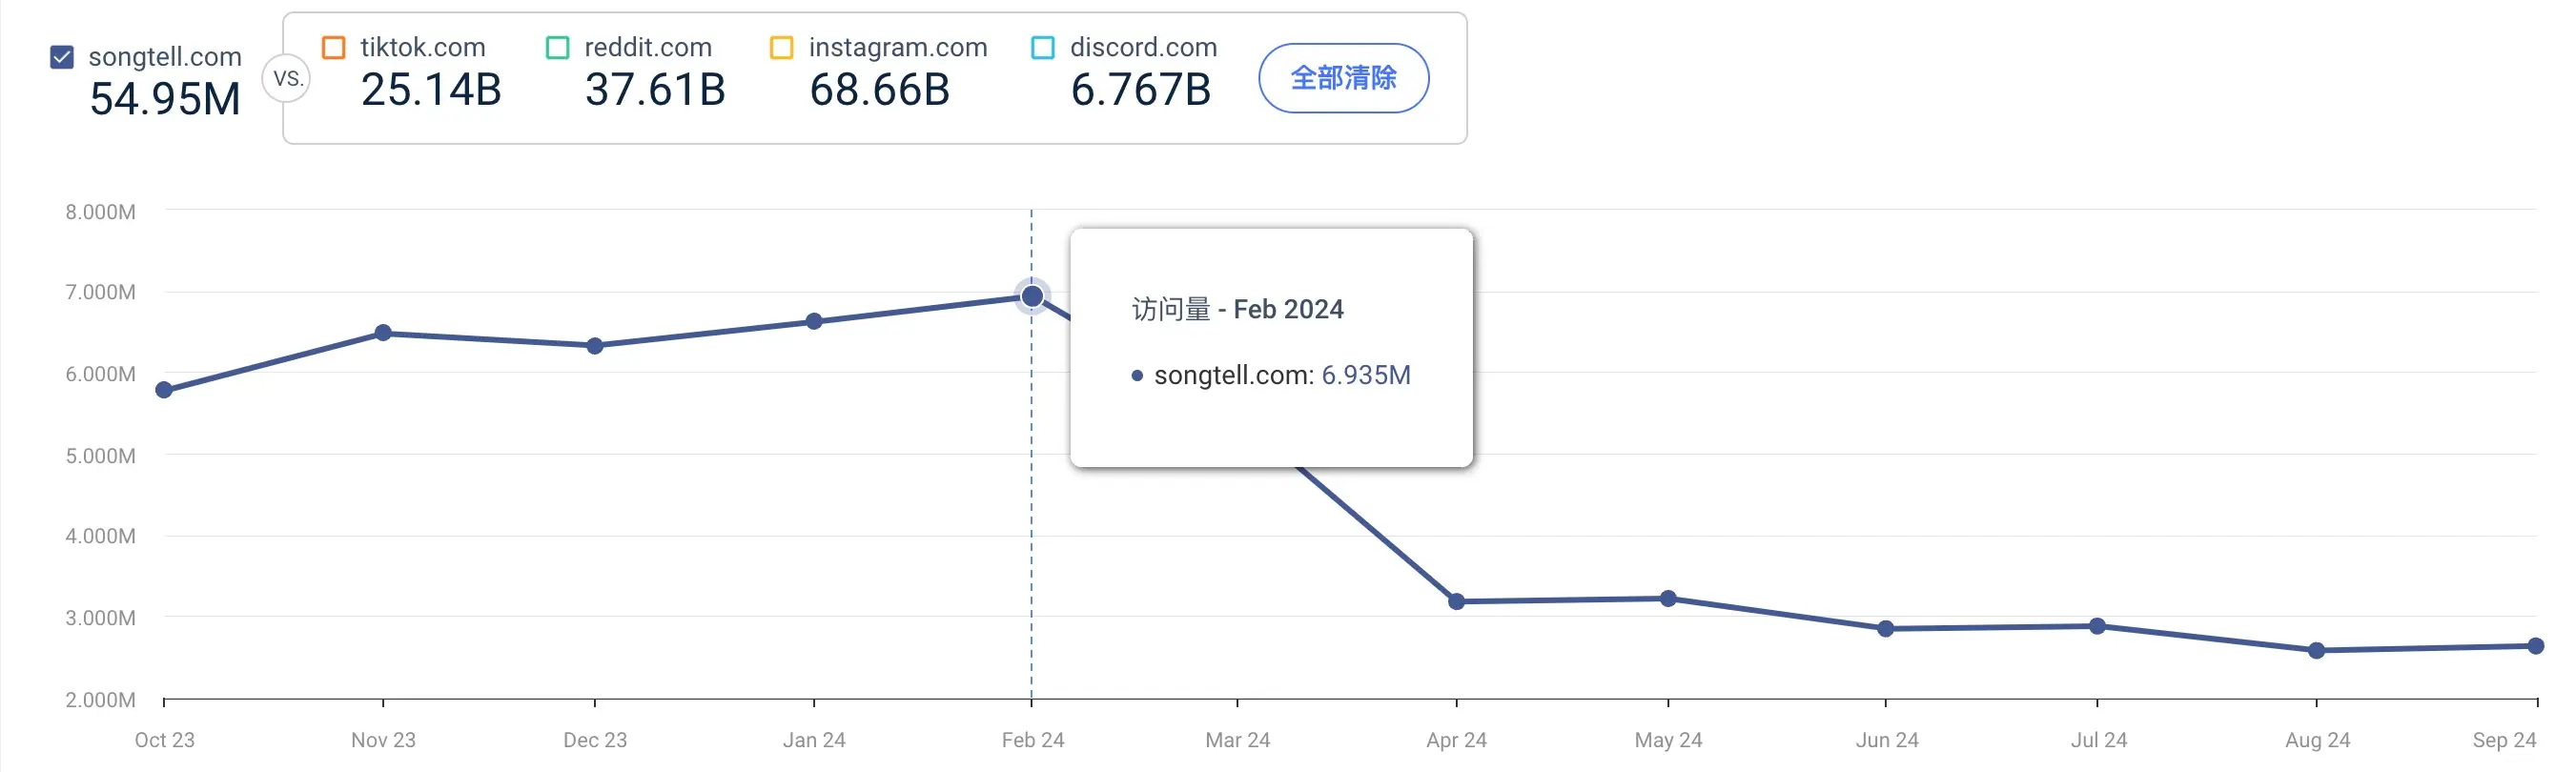 songtell.com
54.95M
VS.
tiktok.com
25.14B
reddit.com
37.61B
instagram.com
68.66B
discord.com
6.767B
全部清除
8.000M
7.000M
6.000M
5.000M
4.000M
3.000M
2.000M
访问量 - Feb 2024
songtell.com: 6.935M
Oct 23 Nov 23 Dec 23 Jan 24 Feb 24 Mar 24 Apr 24 May 24 Jun 24 Jul 24 Aug 24 Sep 24